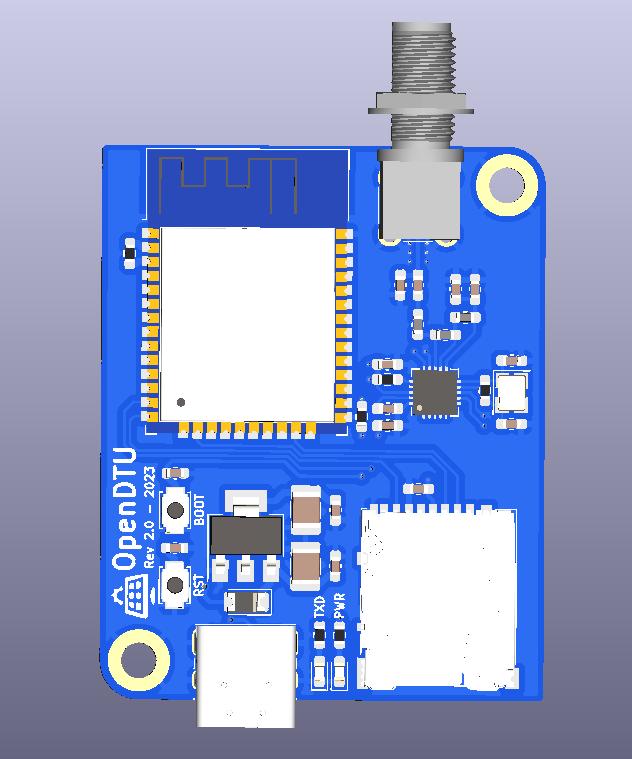 OpenDTU
Rev 2.0 - 2023
BOOT
RST
TXD
PWR